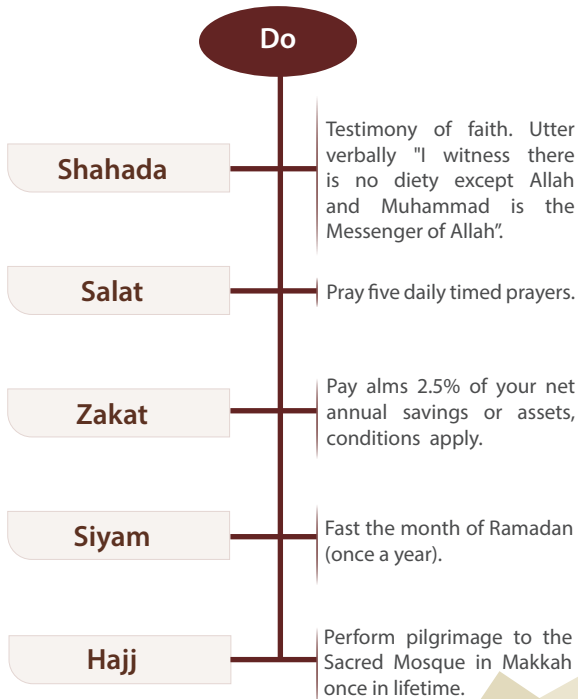 Do
Shahada
Testimony of faith. Utter
verbally "I witness there
is no diety except Allah
and Muhammad is the
Messenger of Allah”.
Salat
Pray five daily timed prayers.
Zakat
Pay alms 2.5% of your net
annual savings or assets,
conditions apply.
Siyam
Fast the month of Ramadan
(once a year).
Hajj
Perform pilgrimage to the
Sacred Mosque in Makkah
once in lifetime.